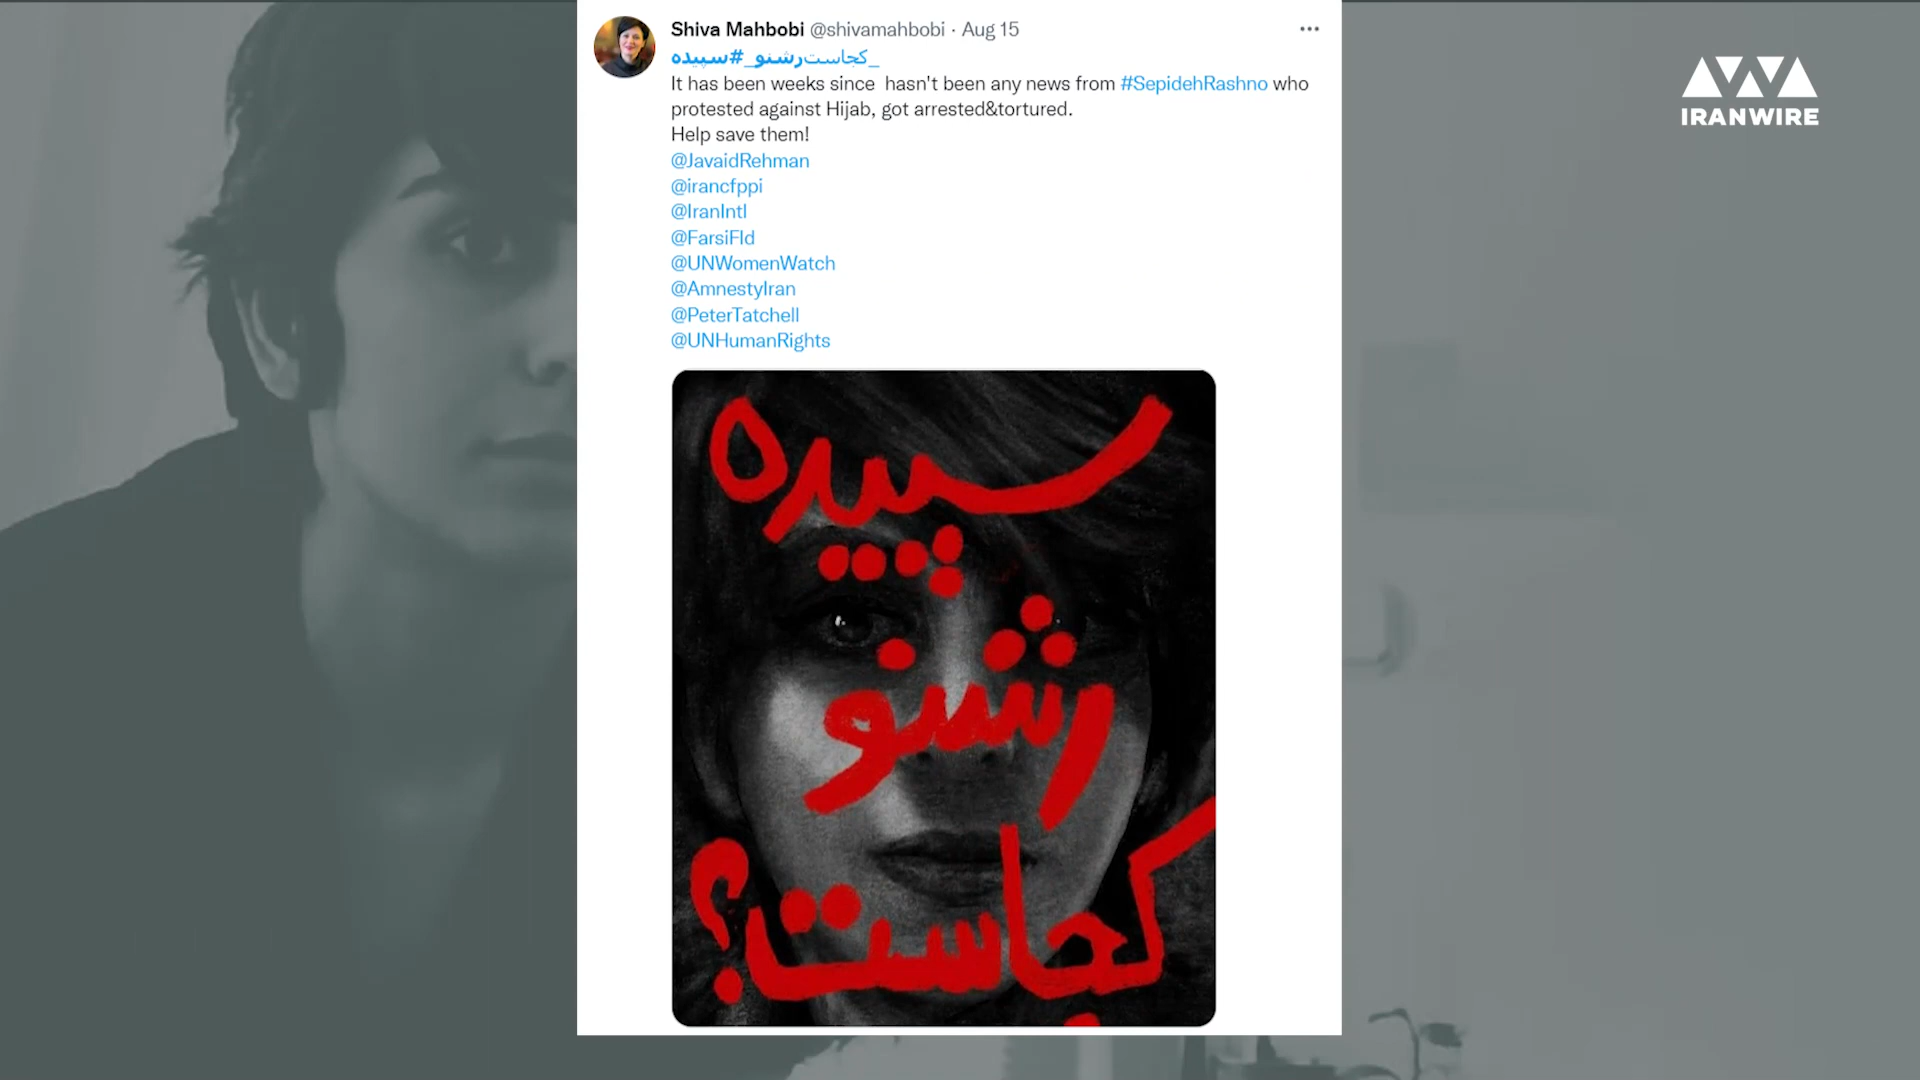 Shiva Mahbobi @shivamahbobi · Aug 15
#سپیده_رشنو_کجاست
It has been weeks since hasn't been any news from #SepidehRashno who
protested against Hijab, got arrested&tortured.
Help save them!
@JavaidRehman
@irancfppi
@IranIntl
@FarsiFld
@UNWomenWatch
@AmnestyIran
@PeterTatchell
@UNHumanRights
سپیده
رشنو
کجاست؟
IRANWIRE